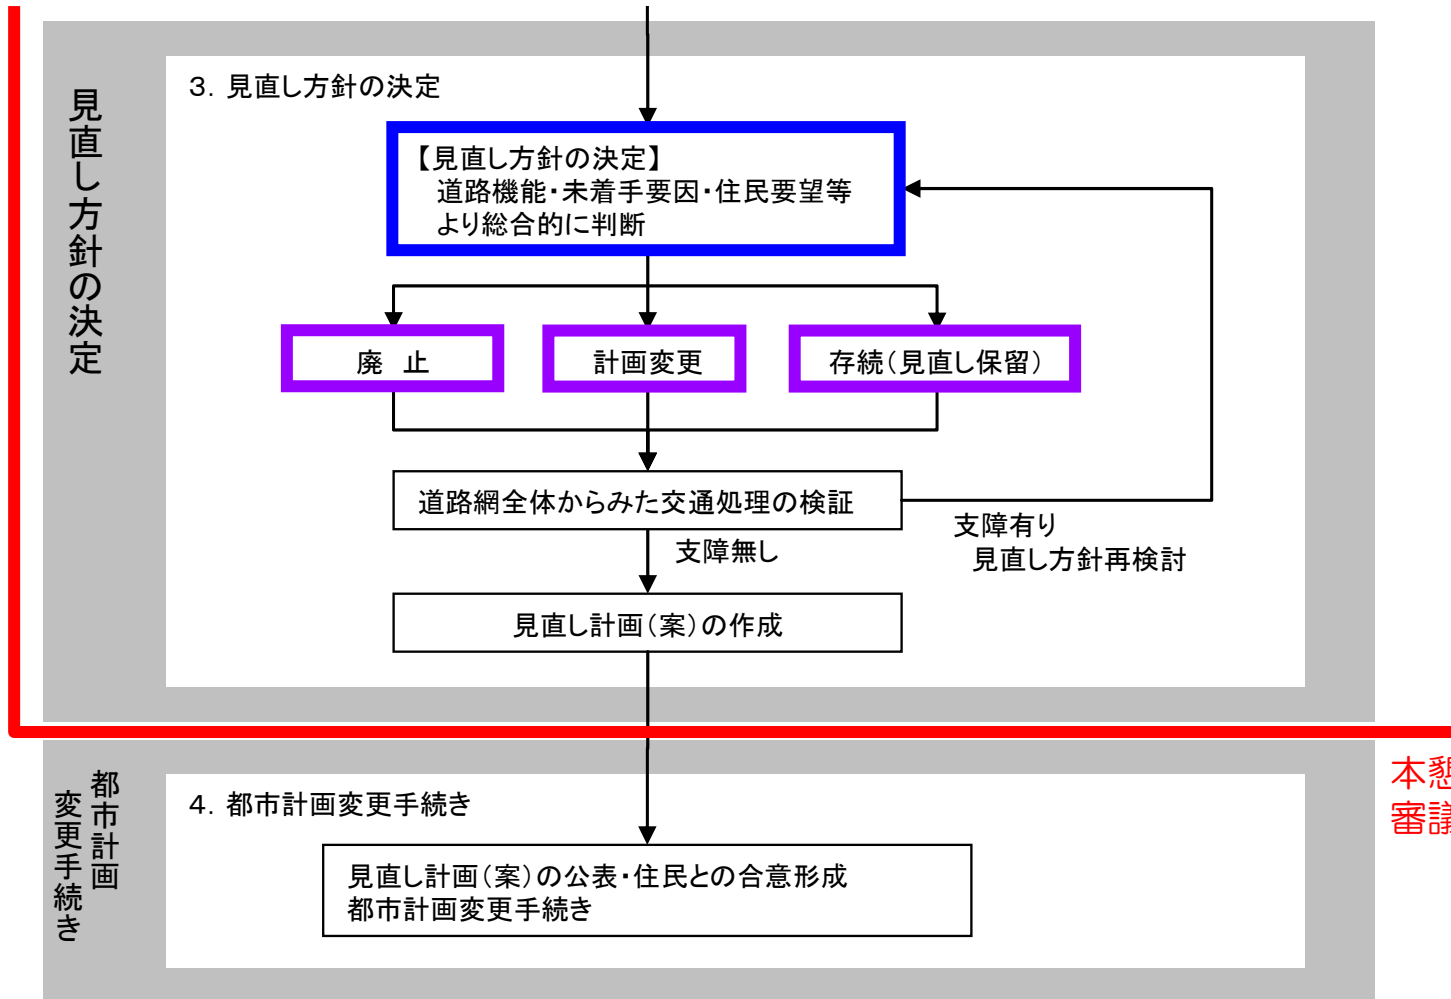 見直し方針の決定
3. 見直し方針の決定
【見直し方針の決定】
道路機能・未着手要因・住民要望等
より総合的に判断
廃 止
計画変更
存続(見直し保留)
道路網全体からみた交通処理の検証
支障有り
見直し方針再検討
支障無し
見直し計画(案)の作成
都市計画
変更手続き
4. 都市計画変更手続き
本懇
審議
見直し計画(案)の公表・住民との合意形成
都市計画変更手続き